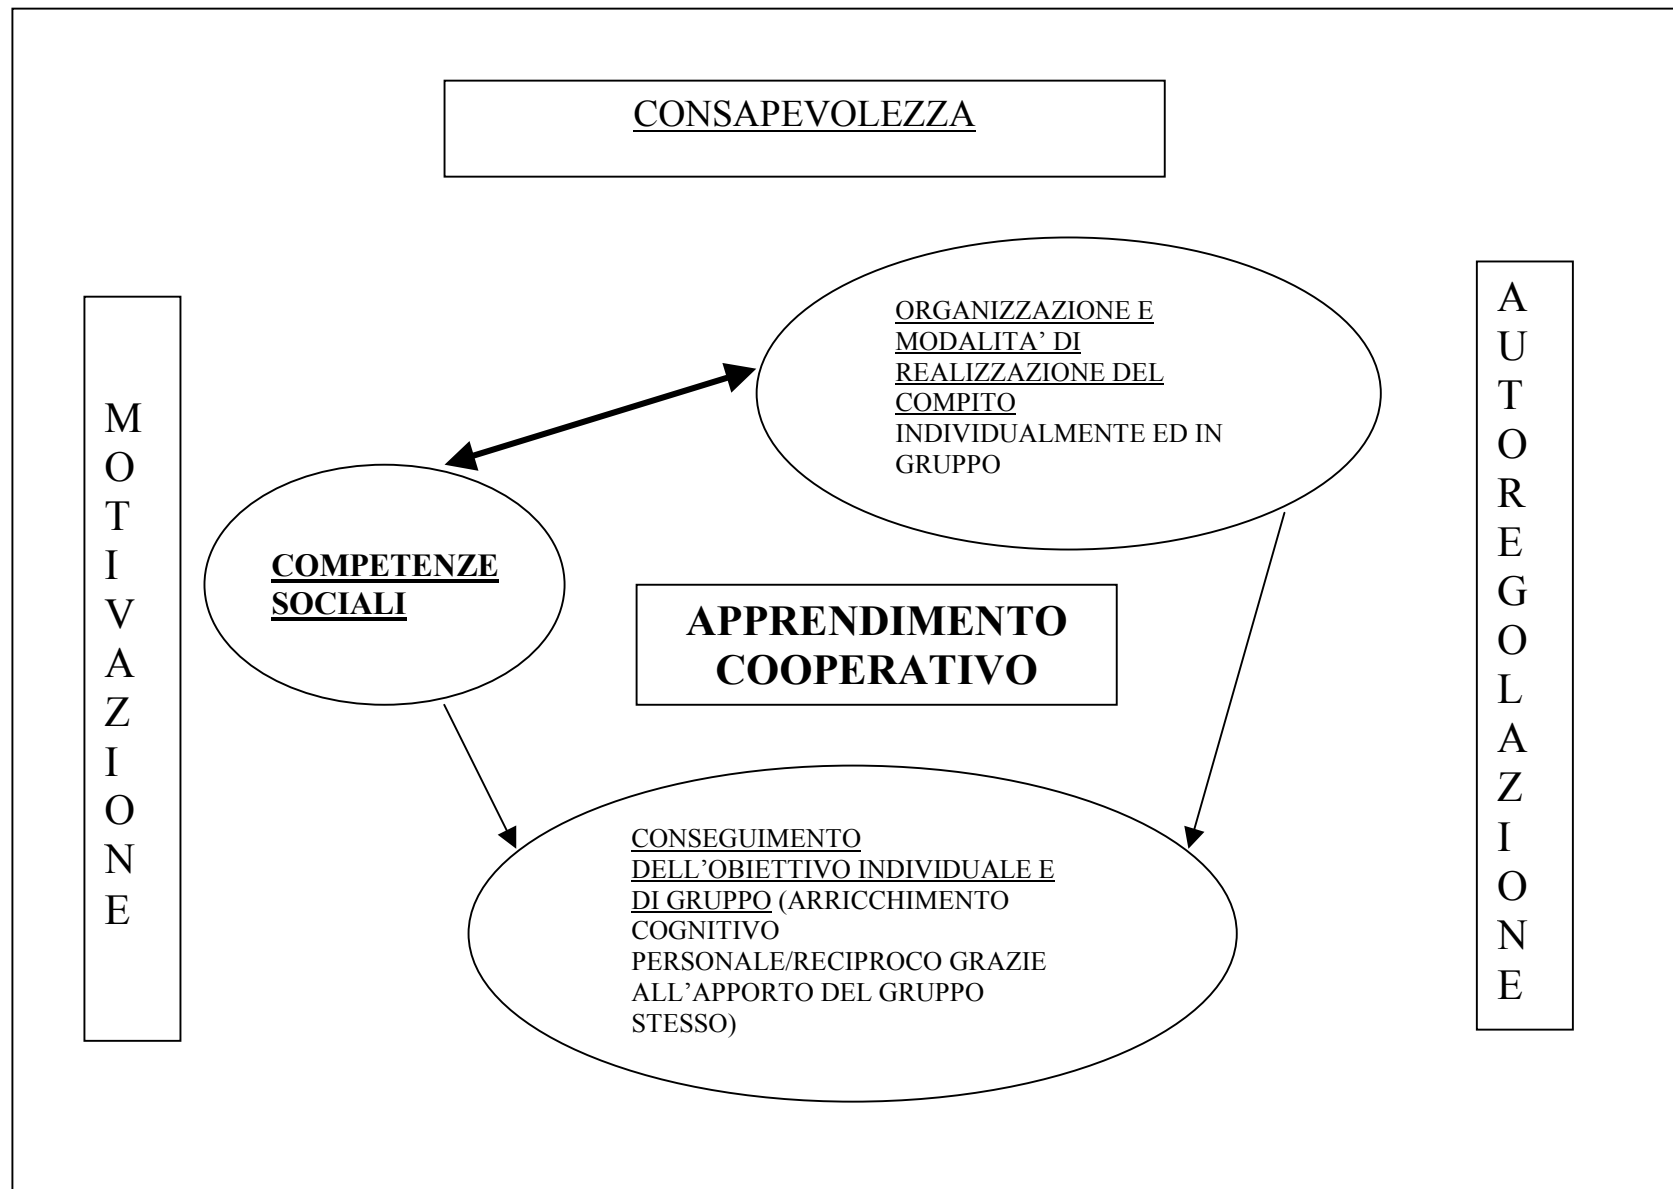 CONSAPEVOLEZZA
M
O
T
I
V
A
Z
I
O
N
E
ORGANIZZAZIONE E
MODALITA’ DI
REALIZZAZIONE DEL
COMPITO
INDIVIDUALMENTE ED IN
GRUPPO
COMPETENZE
SOCIALI
APPRENDIMENTO
COOPERATIVO
CONSEGUIMENTO
DELL’OBIETTIVO INDIVIDUALE E
DI GRUPPO (ARRICCHIMENTO
COGNITIVO
PERSONALE/RECIPROCO GRAZIE
ALL’APPORTO DEL GRUPPO
STESSO)
A
U
T
O
R
E
G
O
L
A
Z
I
O
N
E